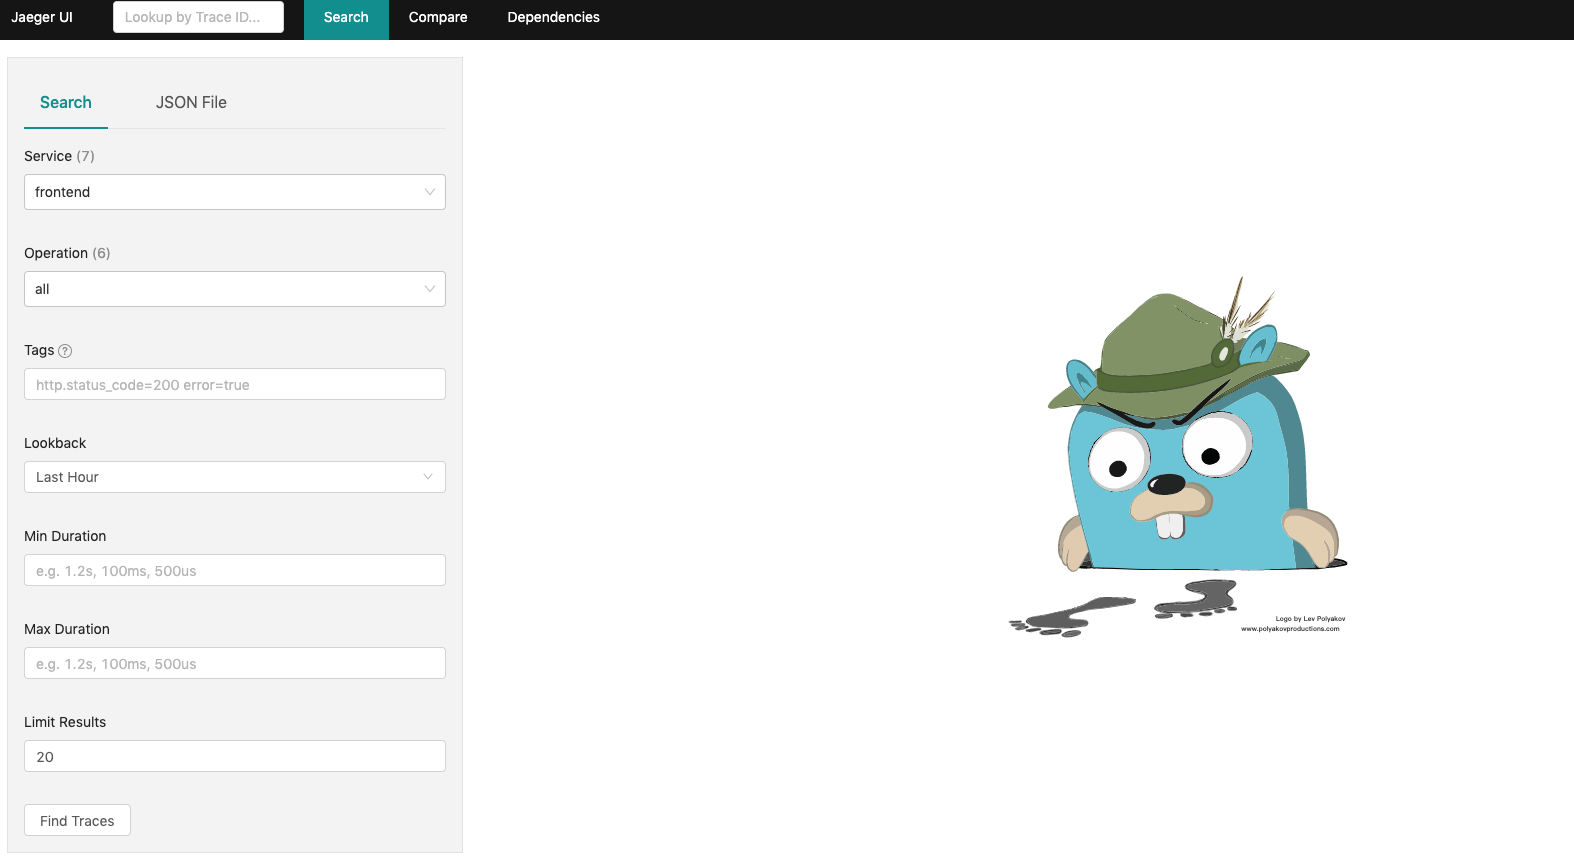 Jaeger UI
Lookup by Trace ID...
Search
Compare
Dependencies
Search
JSON File
Service (7)
frontend
Operation (6)
all
Tags ?
http.status_code=200 error=true
Lookback
Last Hour
Min Duration
e.g. 1.2s, 100ms, 500us
Max Duration
e.g. 1.2s, 100ms, 500us
Limit Results
20
Find Traces
Logo by Lev Polyakov
www.polyakovproductions.com